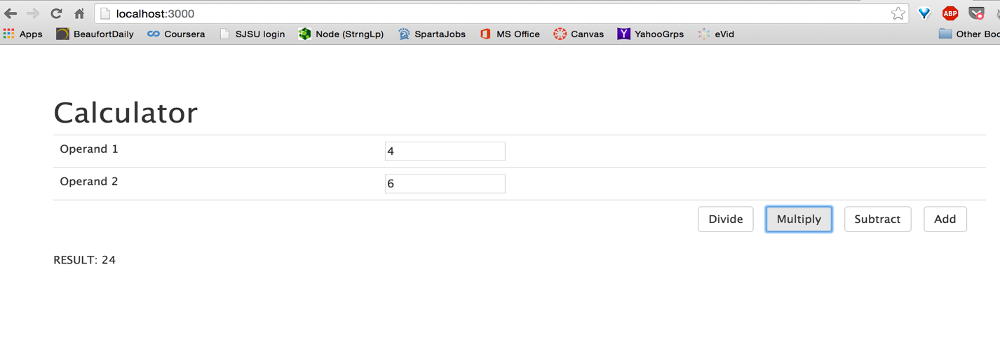 localhost:3000
ABP
Apps BeaufortDaily Coursera SJSU login Node (StrngLp) SpartaJobs MS Office Canvas Y YahooGrps eVid Other Boo
Calculator
Operand 1 4
Operand 2 6
Divide Multiply Subtract Add
RESULT: 24